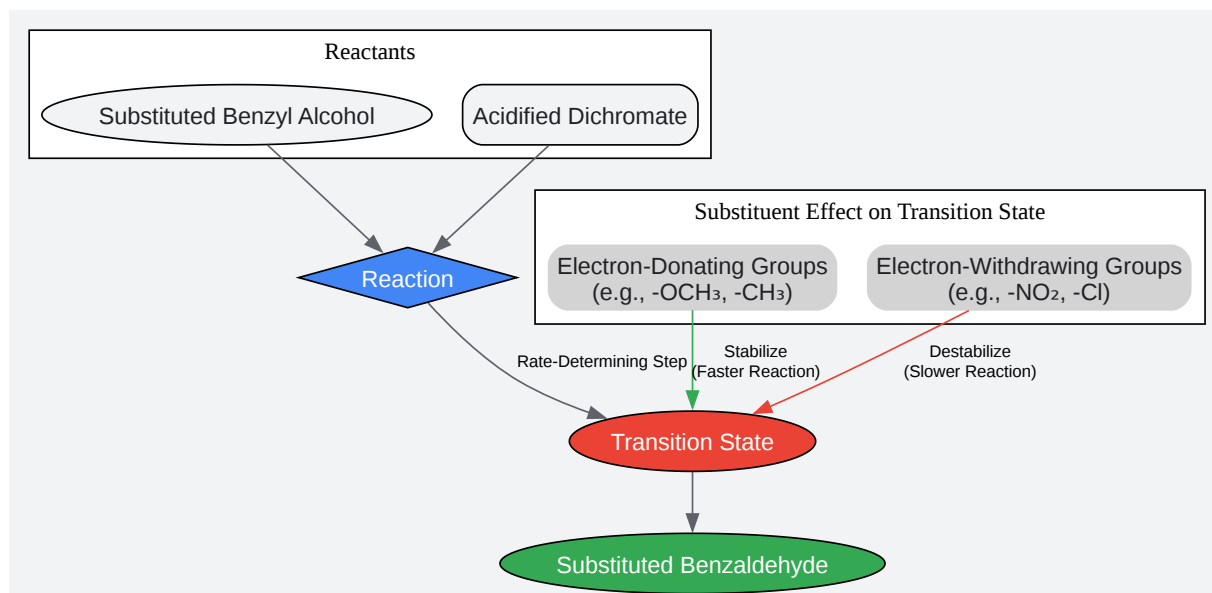 Reactants
Substituted Benzyl Alcohol
Acidified Dichromate
Substituent Effect on Transition State
Reaction
Electron-Donating Groups
(e.g., -OCH₃, -CH₃)
Electron-Withdrawing Groups
(e.g., -NO₂, -Cl)
Rate-Determining Step
Stabilize
(Faster Reaction)
Destabilize
(Slower Reaction)
Transition State
Substituted Benzaldehyde